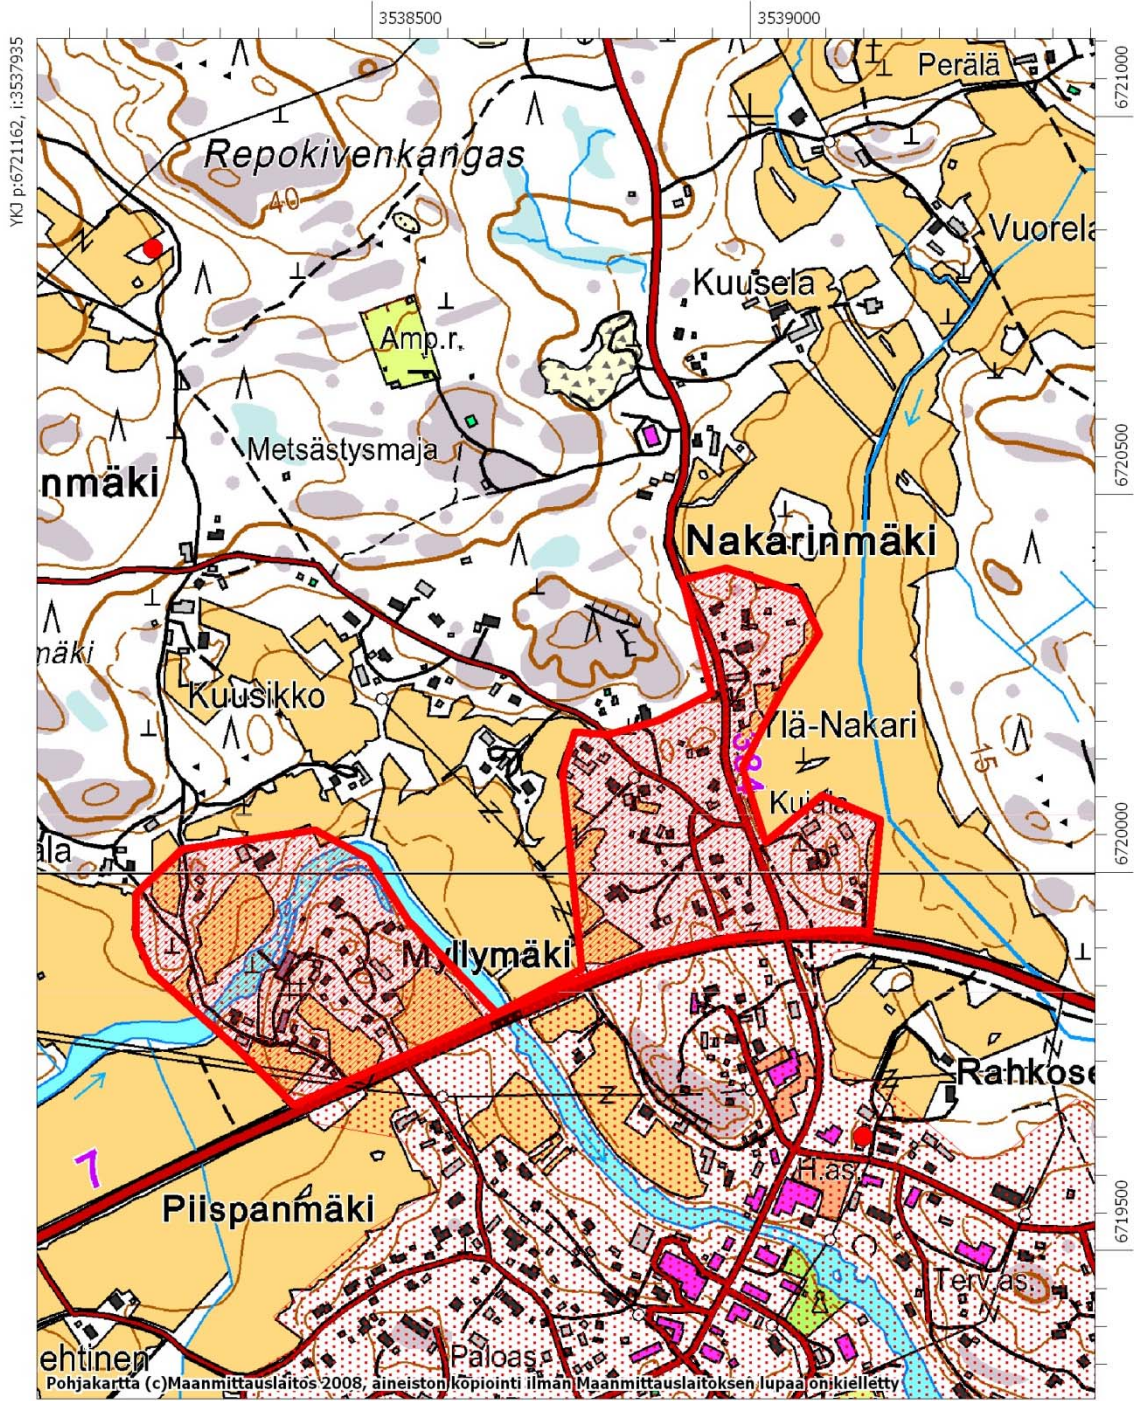 3538500
3539000
YKJ p:6721162, i:3537935
6721000
Perälä
Repokivenkangas
40
Vuorela
Kuusela
Amp.r.
Metsästysmaja
6720500
nmäki
Nakarinmäki
mäki
Kuusikko
Ylä-Nakari
384
15
Kujala
6720000
ala
Myllymäki
Rahkose
7
H.as
Piispanmäki
6719500
Terv.as
ehtinen
Paloas.
Pohjakartta (c)Maanmittauslaitos 2008, aineiston kopiointi ilman Maanmittauslaitoksen lupaa on kielletty